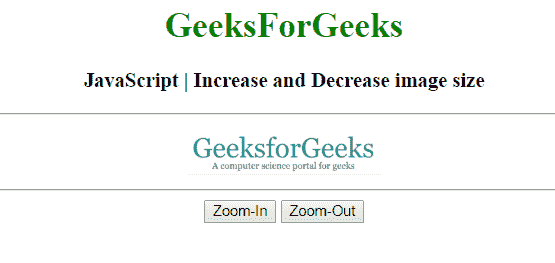 GeeksForGeeks
JavaScript | Increase and Decrease image size
GeeksforGeeks
A computer science portal for geeks
Zoom-In Zoom-Out